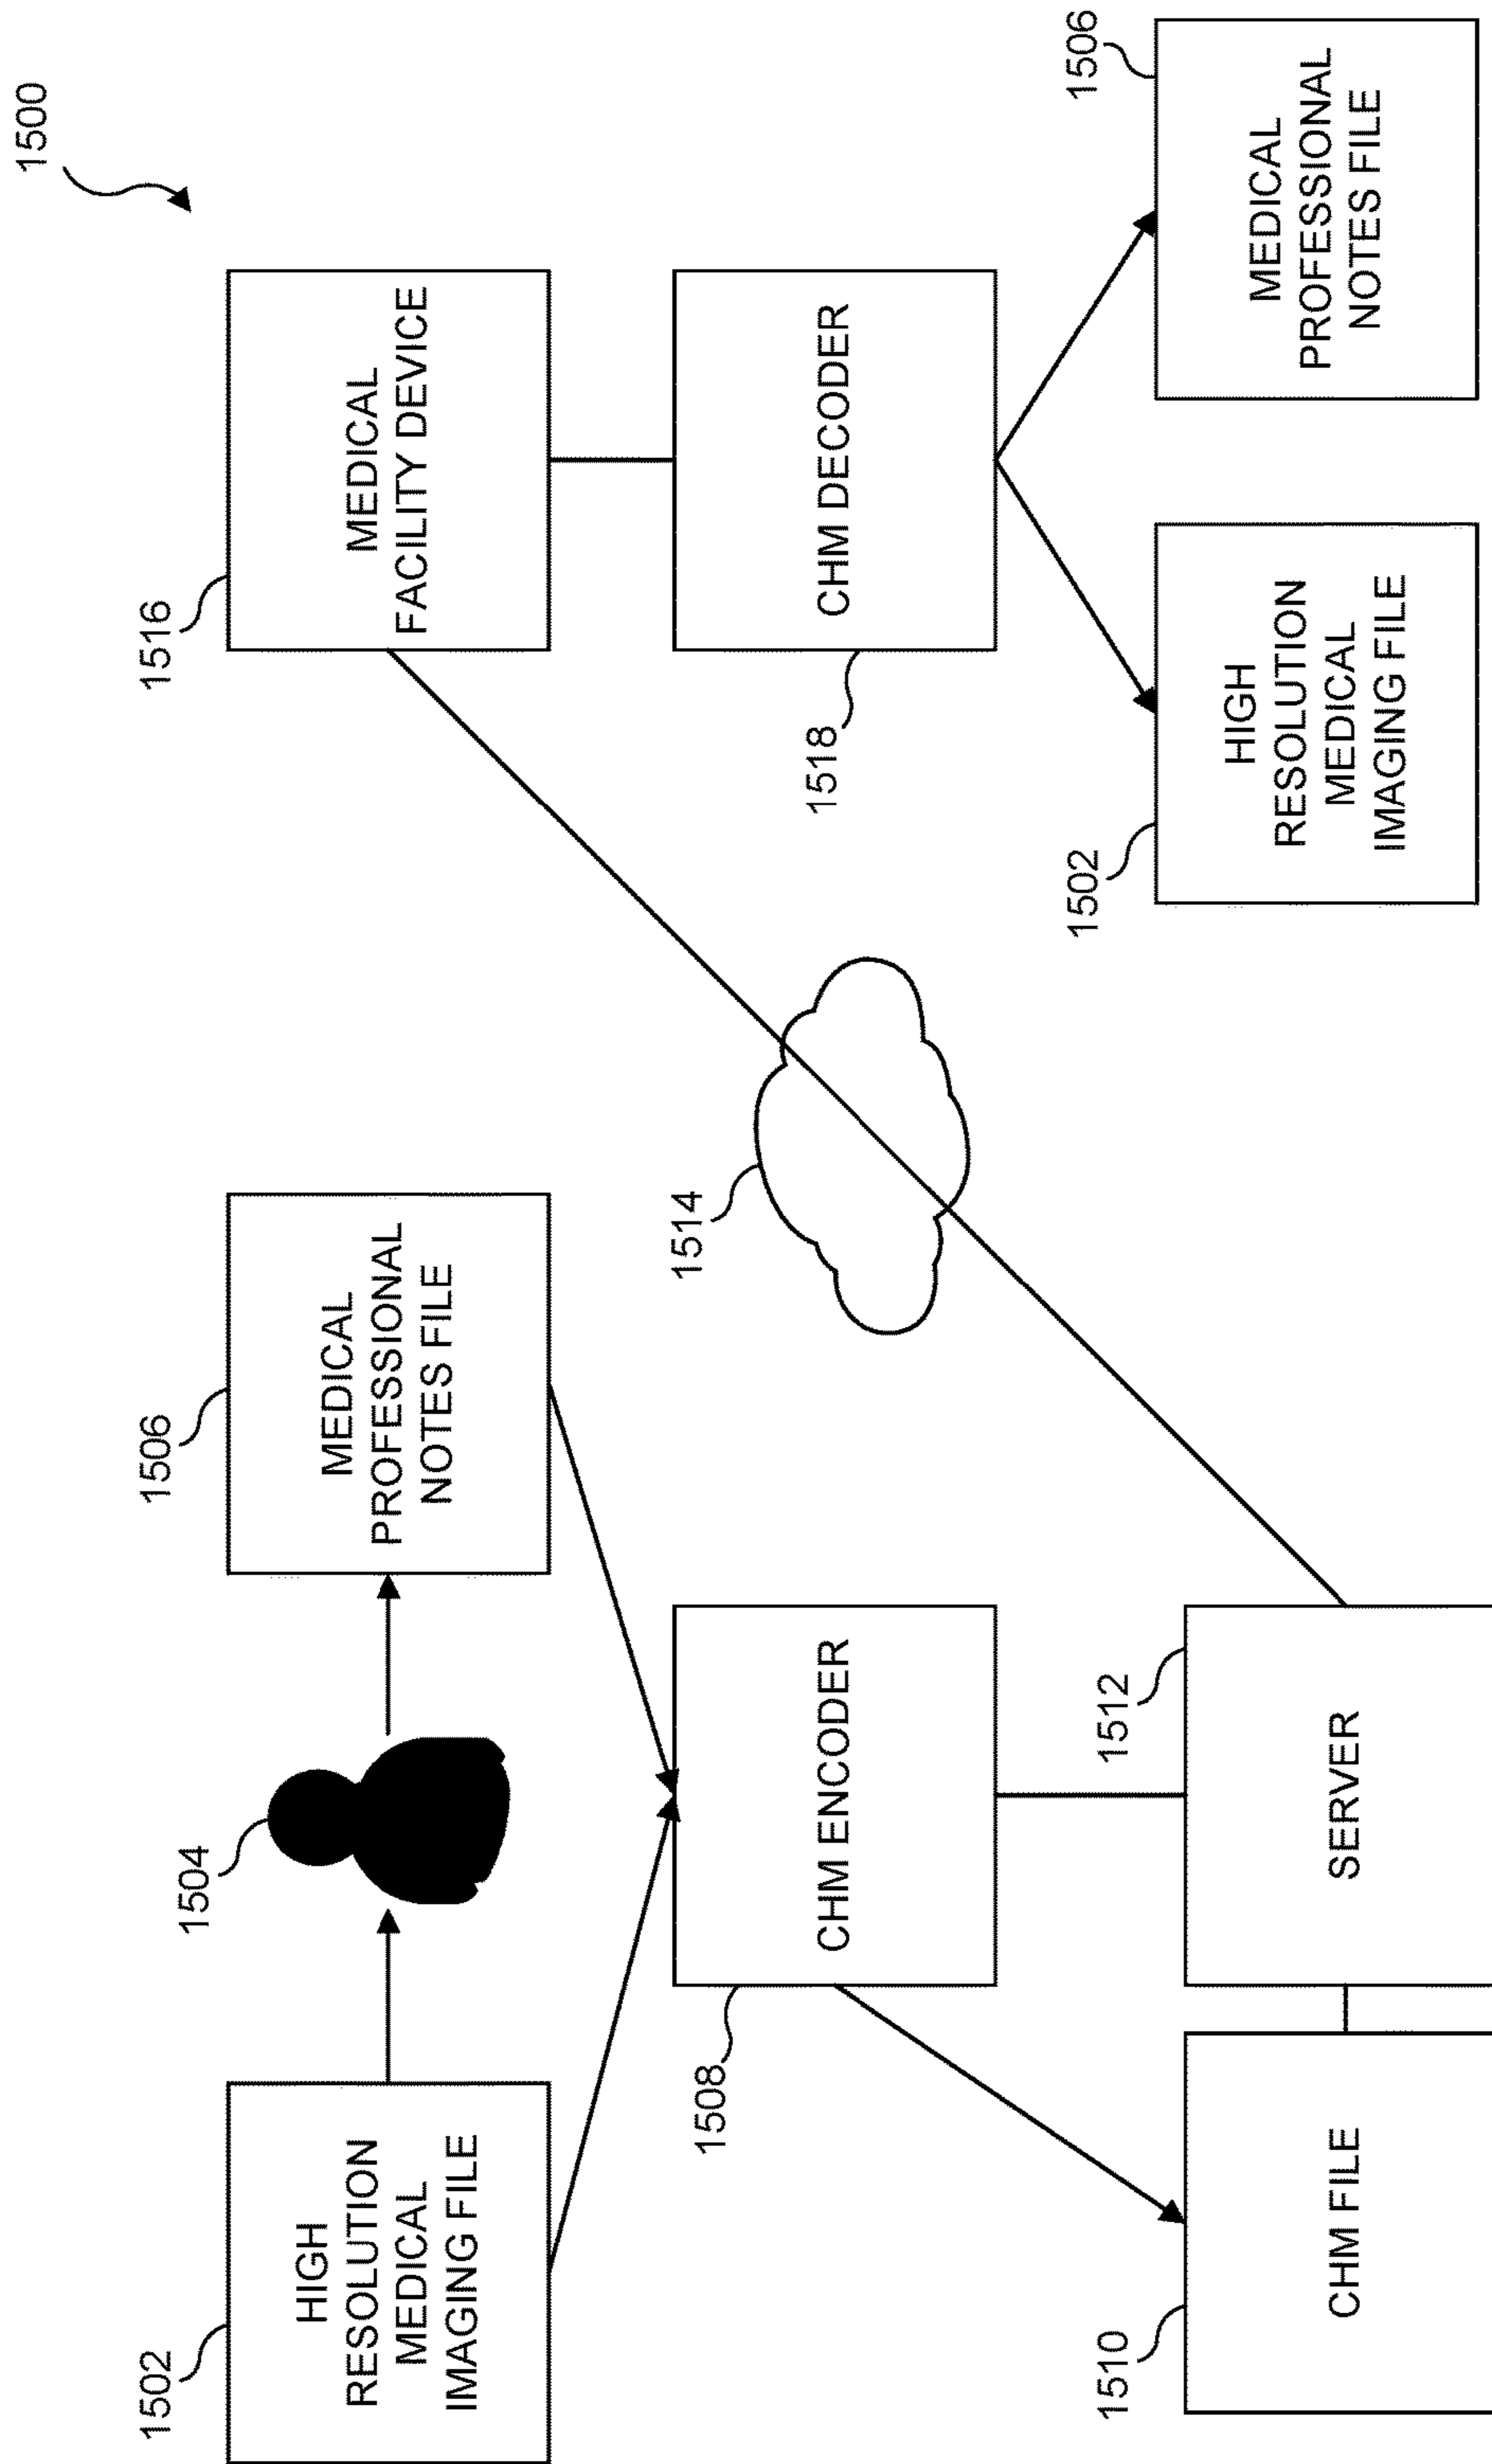 1500
1502
HIGH
RESOLUTION
MEDICAL
IMAGING FILE
1504
1506
MEDICAL
PROFESSIONAL
NOTES FILE
1516
MEDICAL
FACILITY DEVICE
1508
CHM ENCODER
1514
1518
CHM DECODER
1510
CHM FILE
1512
SERVER
1502
HIGH
RESOLUTION
MEDICAL
IMAGING FILE
1506
MEDICAL
PROFESSIONAL
NOTES FILE